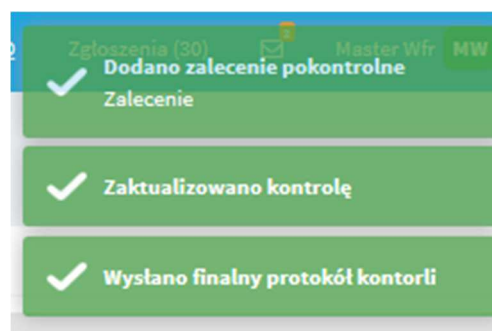 Zgłoszenia (30) Master Wfr MW
Dodano zalecenie pokontrolne
Zalecenie
Zaktualizowano kontrolę
Wysłano finalny protokół kontorli